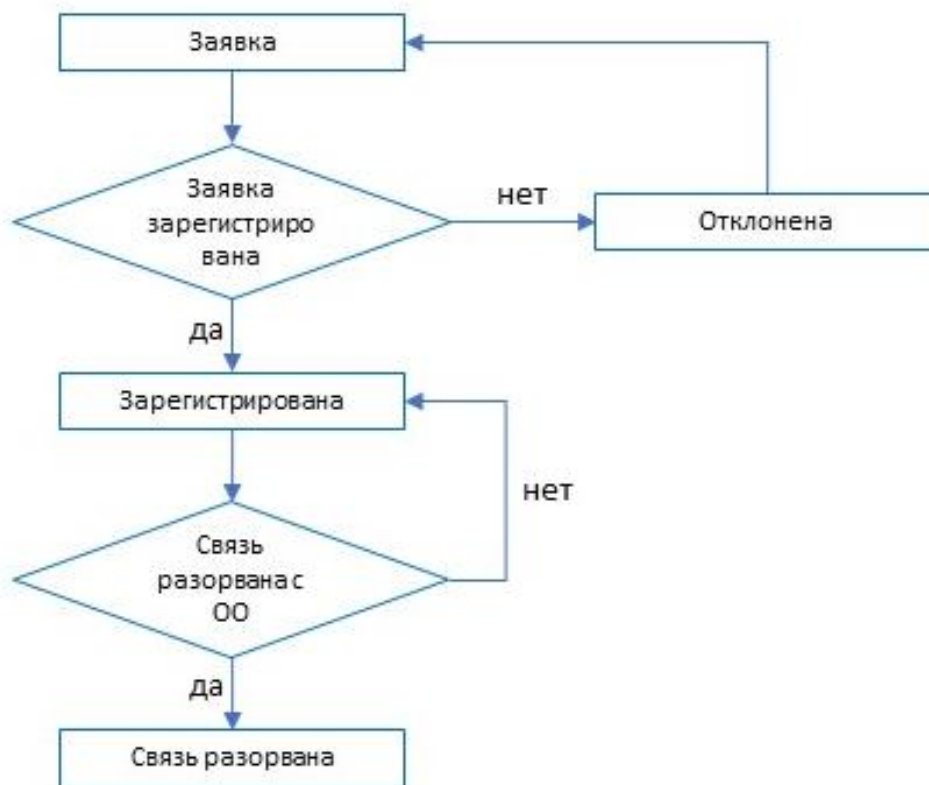 Заявка
Заявка
зарегистриро
вана
нет
Отклонена
да
Зарегистрирована
нет
Связь
разорвана с
ОО
да
Связь разорвана